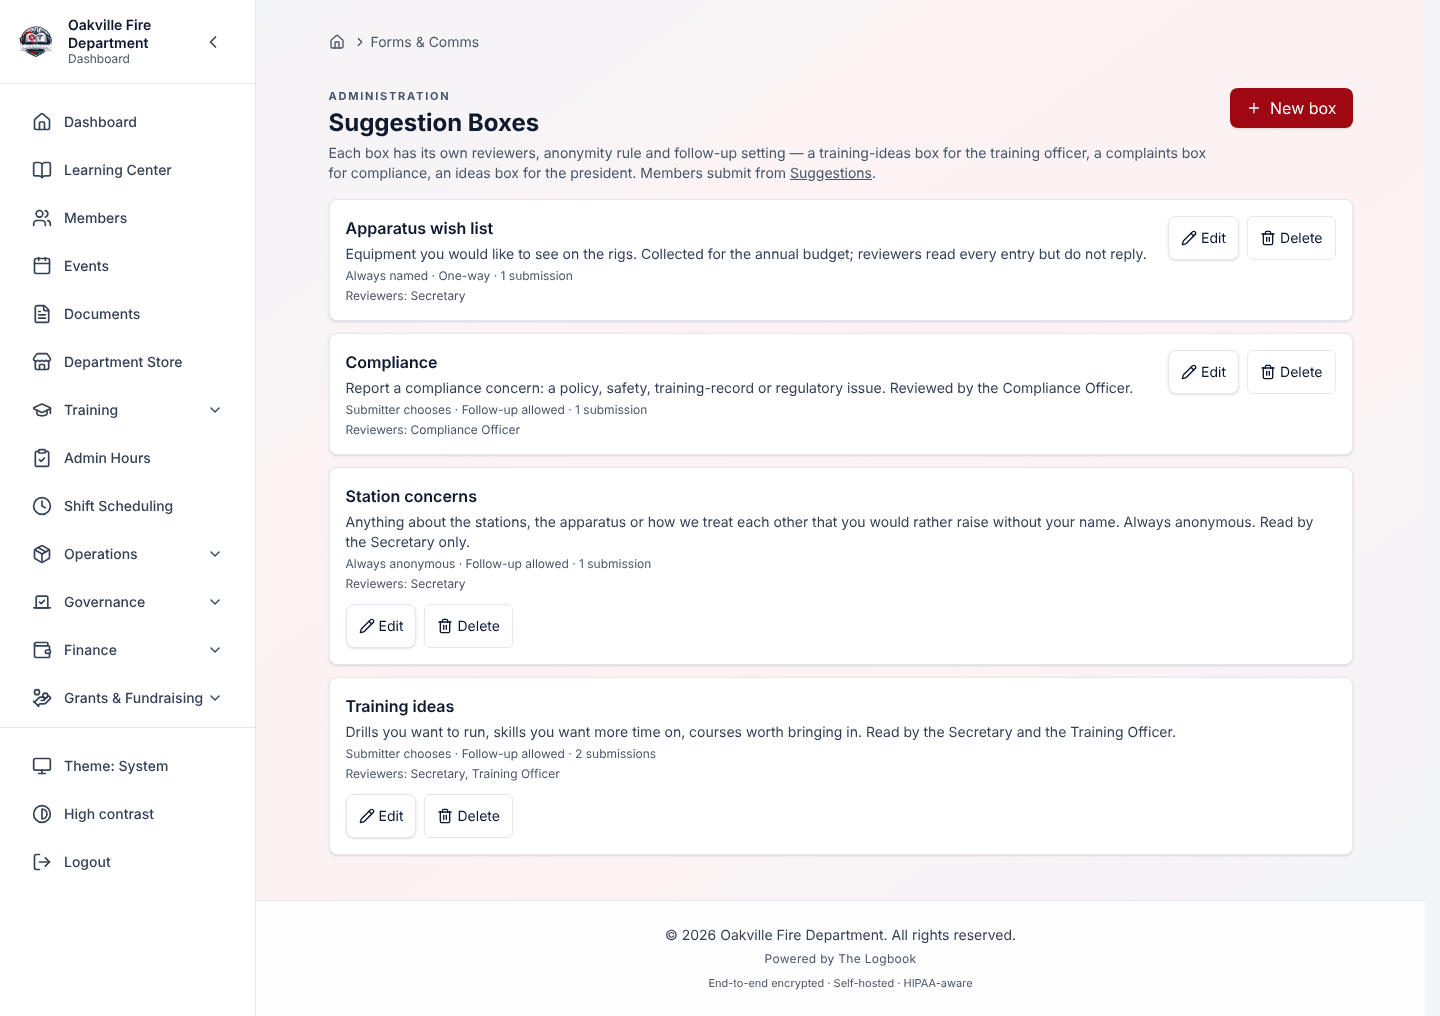 Oakville Fire
Department
Dashboard
Dashboard
Learning Center
Members
Events
Documents
Department Store
Training
Admin Hours
Shift Scheduling
Operations
Governance
Finance
Grants & Fundraising
Theme: System
High contrast
Logout
Forms & Comms
ADMINISTRATION
Suggestion Boxes
New box
Each box has its own reviewers, anonymity rule and follow-up setting — a training-ideas box for the training officer, a complaints box
for compliance, an ideas box for the president. Members submit from Suggestions.
Apparatus wish list
Equipment you would like to see on the rigs. Collected for the annual budget; reviewers read every entry but do not reply.
Always named · One-way · 1 submission
Reviewers: Secretary
Edit Delete
Compliance
Report a compliance concern: a policy, safety, training-record or regulatory issue. Reviewed by the Compliance Officer.
Submitter chooses · Follow-up allowed · 1 submission
Reviewers: Compliance Officer
Edit Delete
Station concerns
Anything about the stations, the apparatus or how we treat each other that you would rather raise without your name. Always anonymous. Read by
the Secretary only.
Always anonymous · Follow-up allowed · 1 submission
Reviewers: Secretary
Edit Delete
Training ideas
Drills you want to run, skills you want more time on, courses worth bringing in. Read by the Secretary and the Training Officer.
Submitter chooses · Follow-up allowed · 2 submissions
Reviewers: Secretary, Training Officer
Edit Delete
© 2026 Oakville Fire Department. All rights reserved.
Powered by The Logbook
End-to-end encrypted · Self-hosted · HIPAA-aware